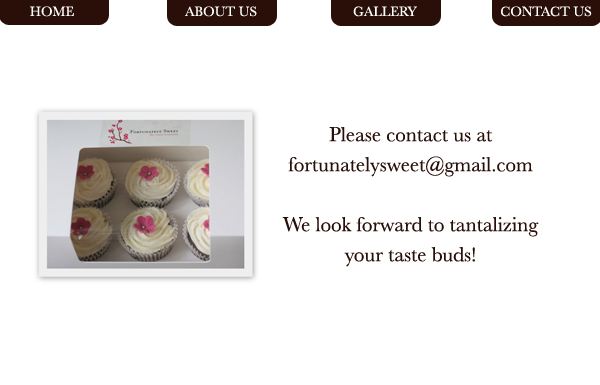 HOME
ABOUT US
GALLERY
CONTACT US
Fortunately Sweet
Please contact us at
fortunatelysweet@gmail.com
We look forward to tantalizing
your taste buds!